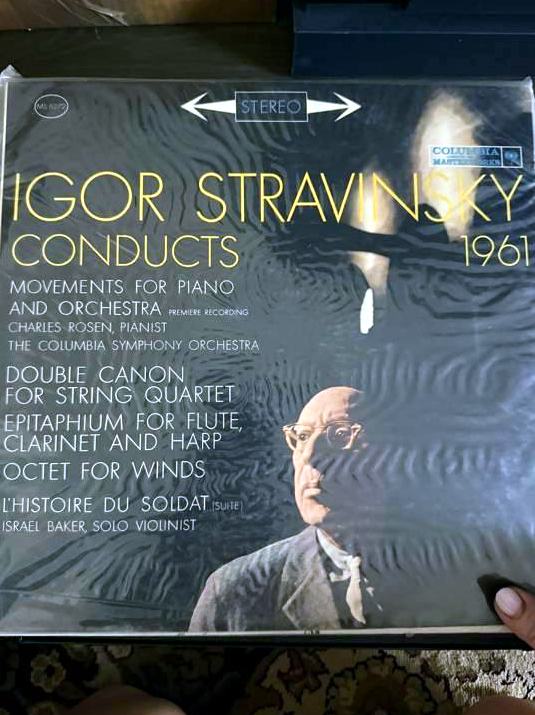 MS 6272
STEREO
COLUMBIA
MASTERWORKS
IGOR STRAVINSKY
CONDUCTS 1961
MOVEMENTS FOR PIANO
AND ORCHESTRA PREMIERE RECORDING
CHARLES ROSEN, PIANIST
THE COLUMBIA SYMPHONY ORCHESTRA
DOUBLE CANON
FOR STRING QUARTET
EPITAPHIUM FOR FLUTE,
CLARINET AND HARP
OCTET FOR WINDS
L'HISTOIRE DU SOLDAT (SUITE)
ISRAEL BAKER, SOLO VIOLINIST